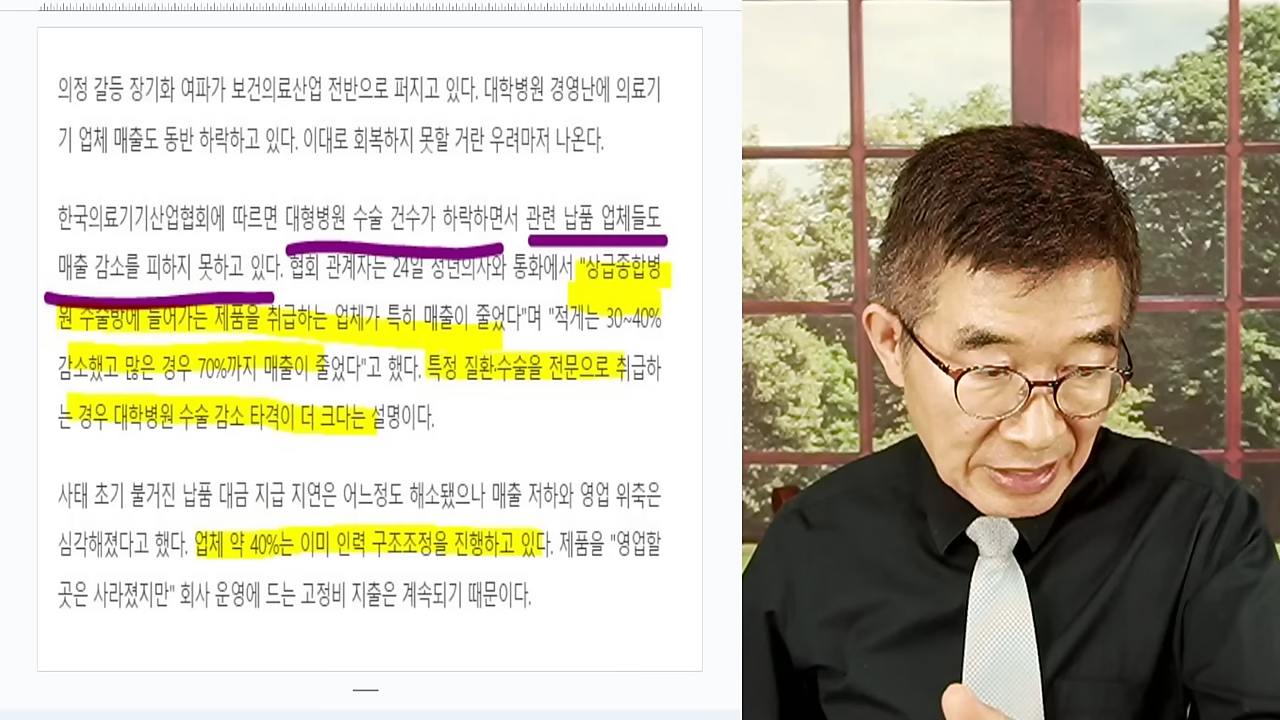 의정 갈등 장기화 여파가 보건의료산업 전반으로 퍼지고 있다. 대학병원 경영난에 의료기
기 업체 매출도 동반 하락하고 있다. 이대로 회복하지 못할 거란 우려마저 나온다.
한국의료기기산업협회에 따르면 대형병원 수술 건수가 하락하면서 관련 납품 업체들도
매출 감소를 피하지 못하고 있다. 협회 관계자는 24일 청년의사와 통화에서 "상급종합병
원 수술방에 들어가는 제품을 취급하는 업체가 특히 매출이 줄었다"며 "적게는 30~40%
감소했고 많은 경우 70%까지 매출이 줄었다"고 했다. 특정 질환·수술을 전문으로 취급하
는 경우 대학병원 수술 감소 타격이 더 크다는 설명이다.
사태 초기 불거진 납품 대금 지급 지연은 어느정도 해소됐으나 매출 저하와 영업 위축은
심각해졌다고 했다. 업체 약 40%는 이미 인력 구조조정을 진행하고 있다. 제품을 "영업할
곳은 사라졌지만" 회사 운영에 드는 고정비 지출은 계속되기 때문이다.